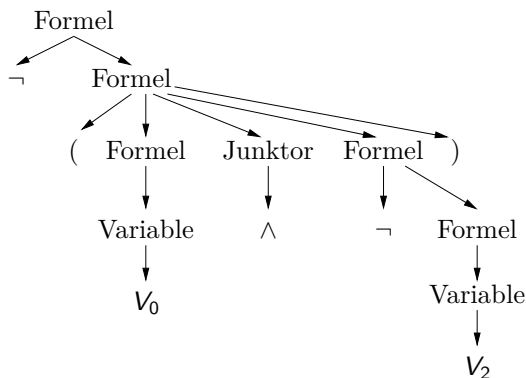 Formel
¬ Formel
( Formel Junktor Formel )
Variable ∧ ¬ Formel
V₀ Variable
V₂